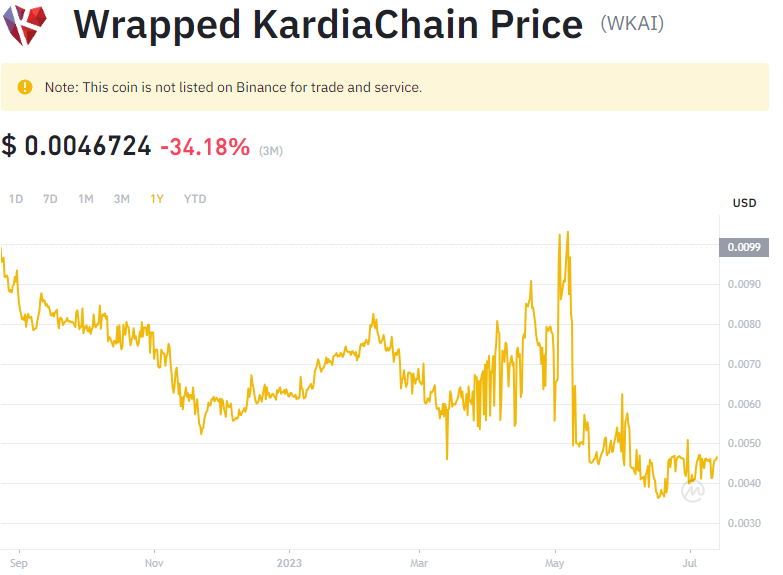 Wrapped KardiaChain Price (WKAI)
Note: This coin is not listed on Binance for trade and service.
$ 0.0046724 -34.18% (3M)
1D 7D 1M 3M 1Y YTD
USD
0.0099
0.0090
0.0080
0.0070
0.0060
0.0050
0.0040
0.0030
Sep Nov 2023 Mar May Jul